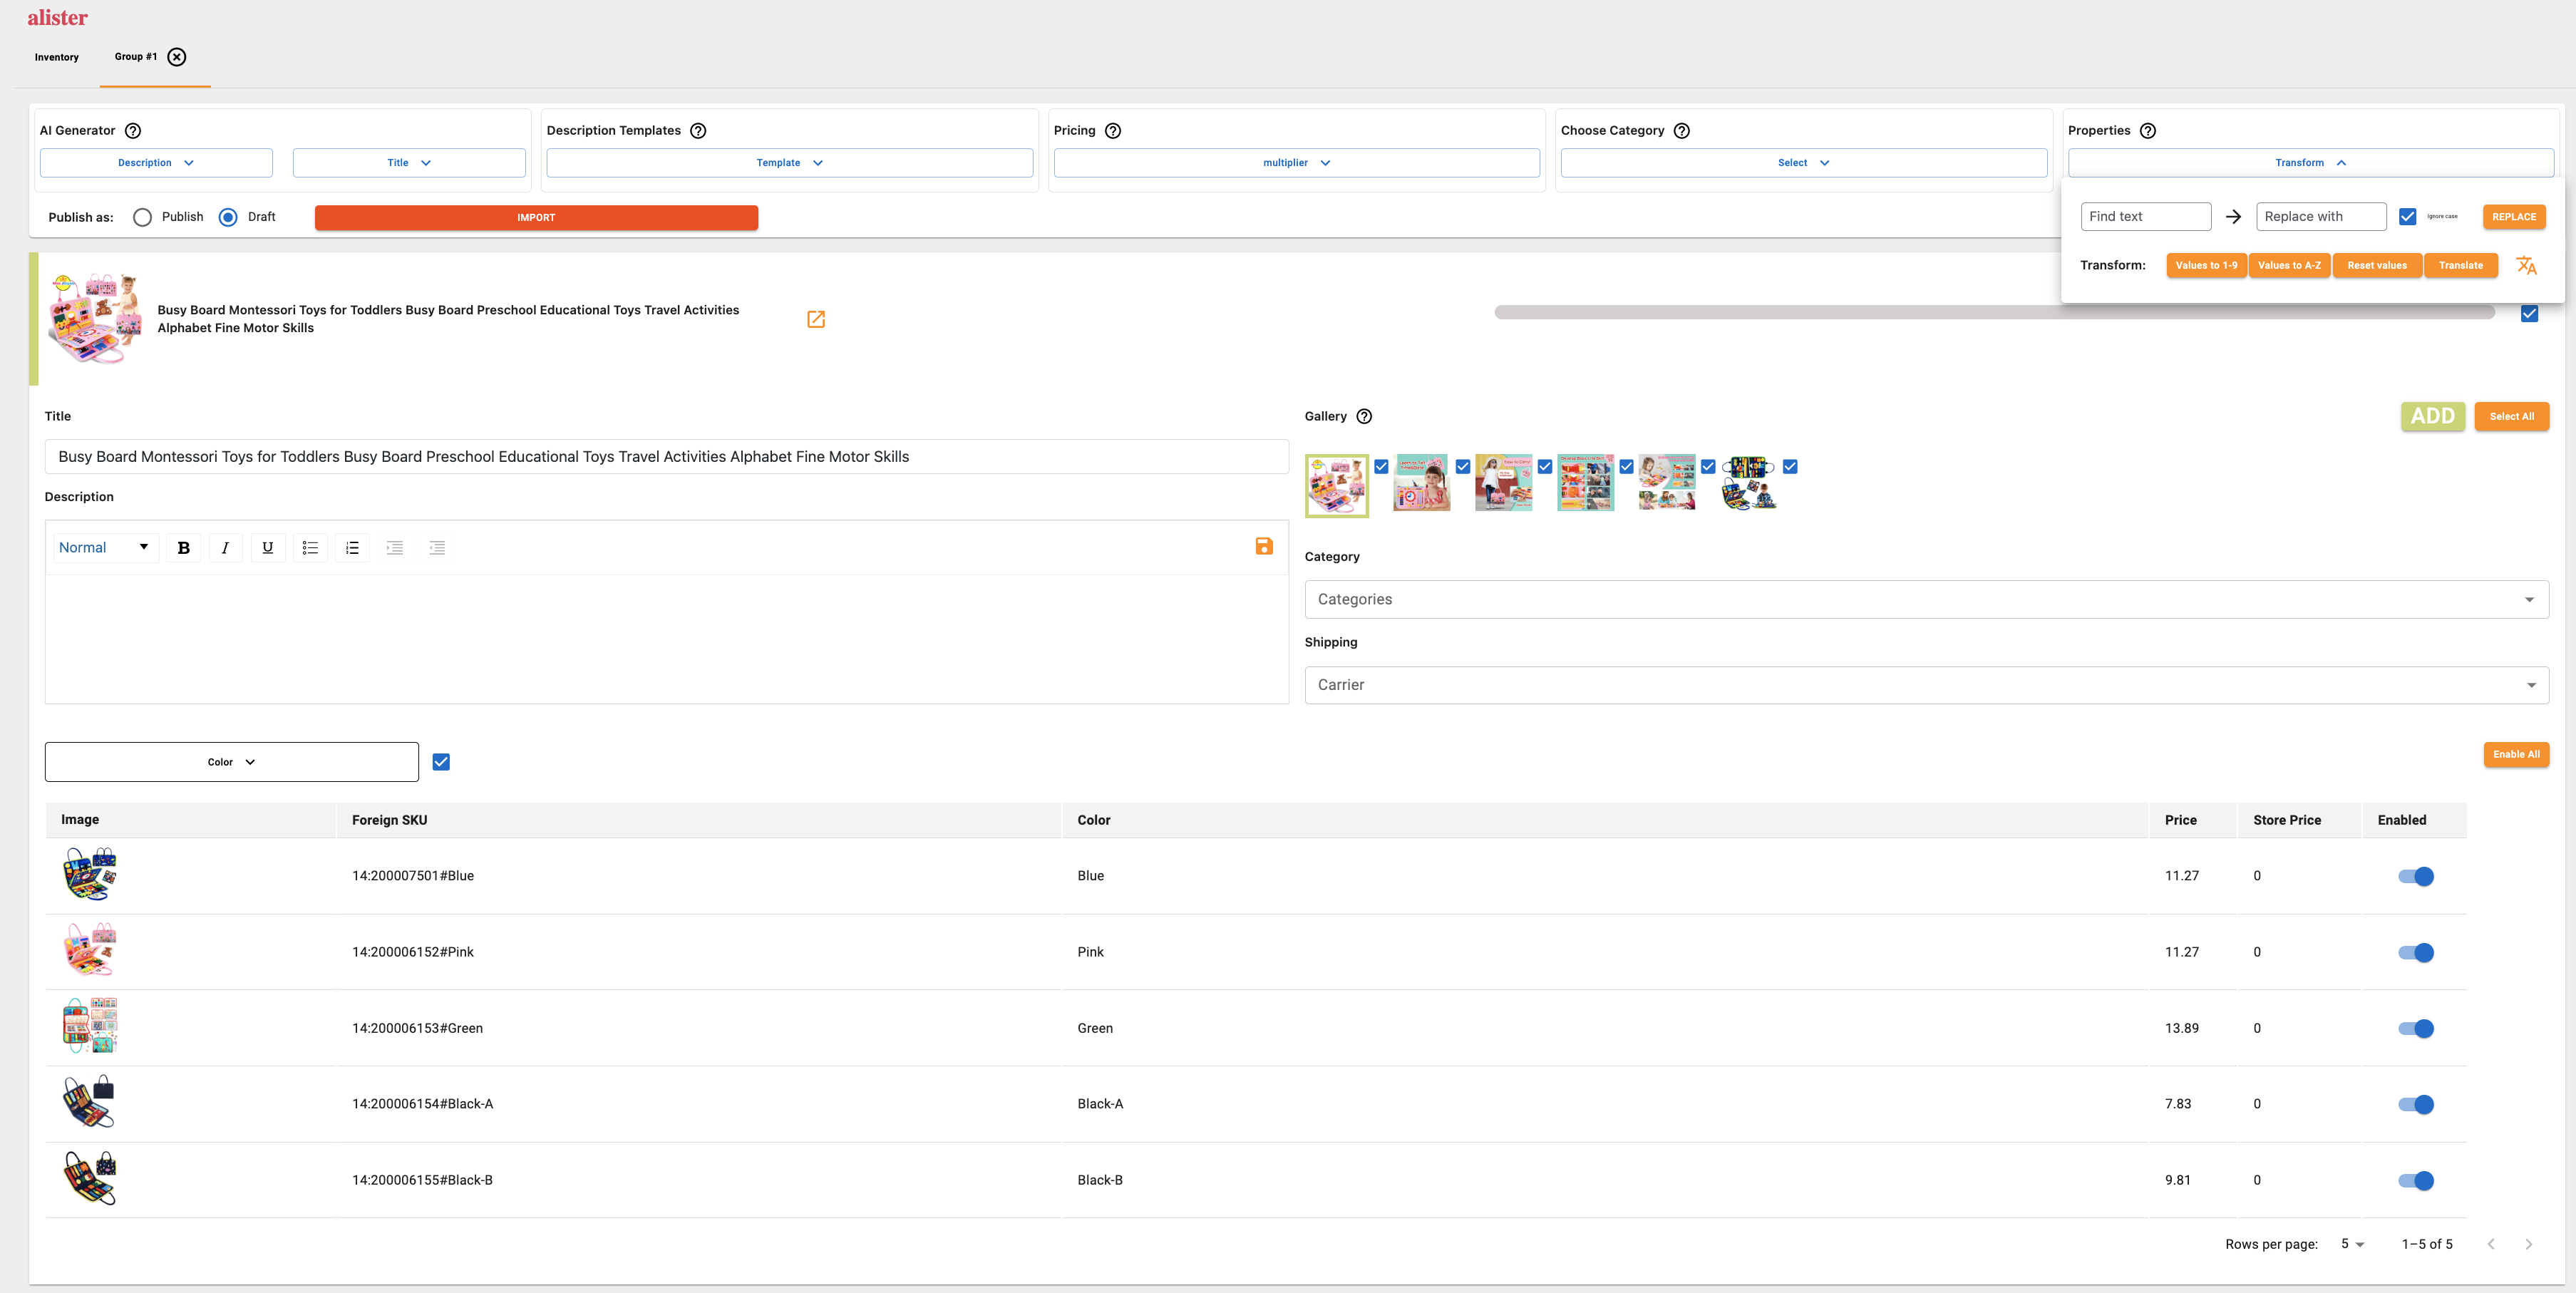 alister
Inventory
Group #1
AI Generator
Description
Title
Description Templates
Template
Pricing
multiplier
Choose Category
Select
Properties
Transform
Publish as:
Publish
Draft
IMPORT
Find text
Replace with
Ignore case
REPLACE
Transform:
Values to 1-9
Values to A-Z
Reset values
Translate
Busy Board Montessori Toys for Toddlers Busy Board Preschool Educational Toys Travel Activities
Alphabet Fine Motor Skills
Title
Busy Board Montessori Toys for Toddlers Busy Board Preschool Educational Toys Travel Activities Alphabet Fine Motor Skills
Description
Normal
B
I
U
Gallery
ADD
Select All
Category
Categories
Shipping
Carrier
Color
Enable All
Image
Foreign SKU
Color
Price
Store Price
Enabled
14:200007501#Blue
Blue
11.27
0
14:200006152#Pink
Pink
11.27
0
14:200006153#Green
Green
13.89
0
14:200006154#Black-A
Black-A
7.83
0
14:200006155#Black-B
Black-B
9.81
0
Rows per page:
5
1–5 of 5